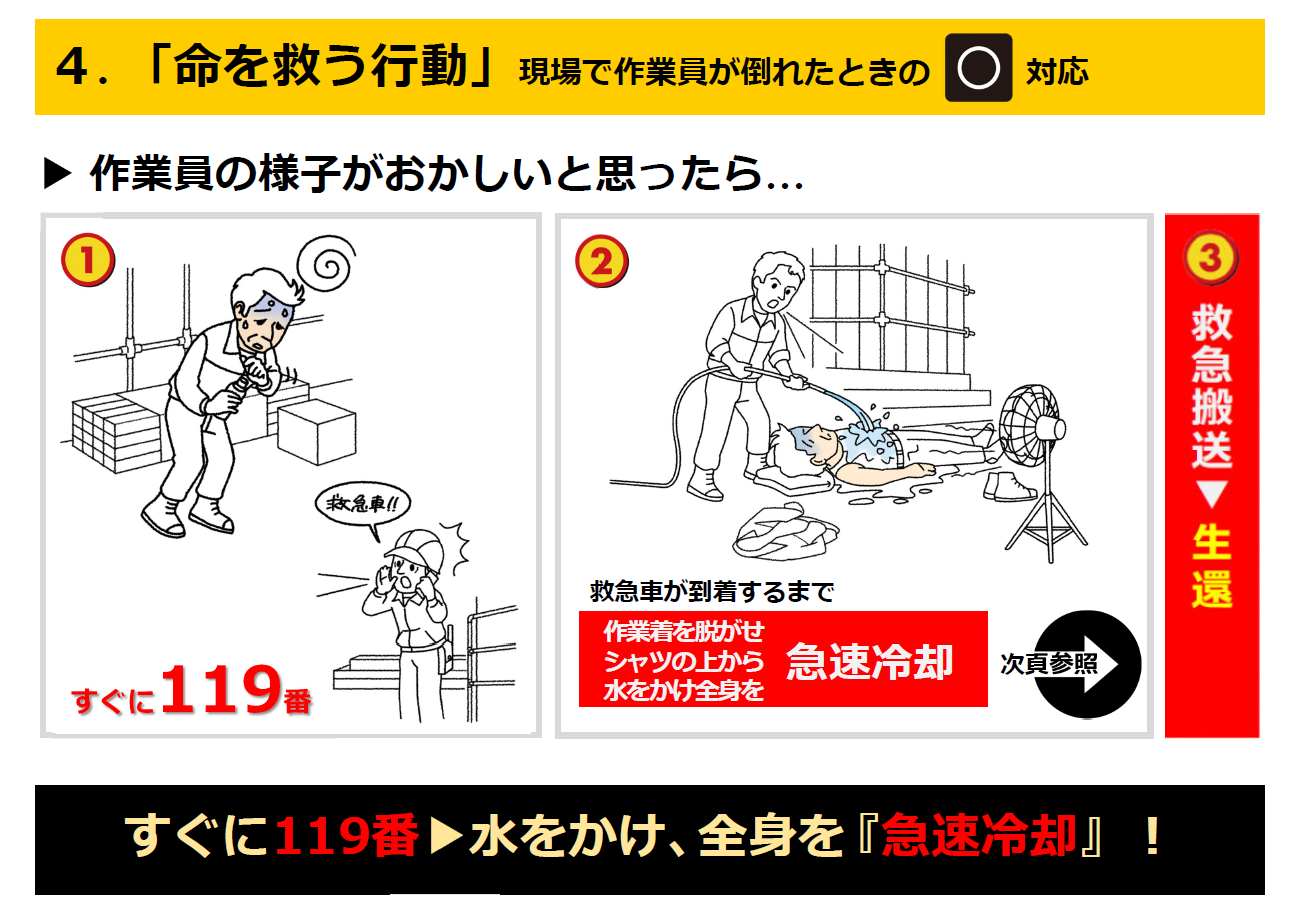 ４．「命を救う行動」現場で作業員が倒れたときの ○ 対応
▶ 作業員の様子がおかしいと思ったら…
1
救急車!!
すぐに119番
2
救急車が到着するまで
作業着を脱がせ
シャツの上から
水をかけ全身を
急速冷却
次頁参照
3
救急搬送▼生還
すぐに119番▶水をかけ、全身を『急速冷却』！